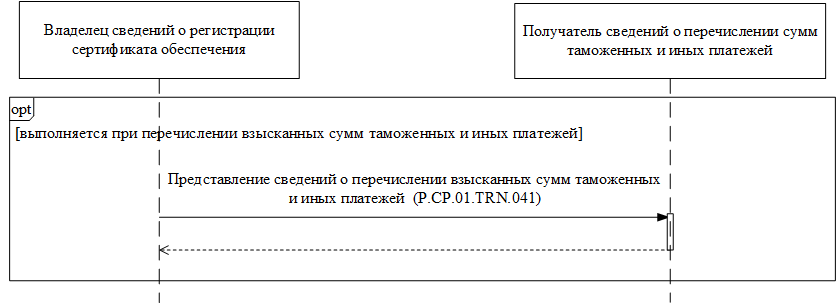 Владелец сведений о регистрации
сертификата обеспечения
Получатель сведений о перечислении сумм
таможенных и иных платежей
opt
[выполняется при перечислении взысканных сумм таможенных и иных платежей]
Представление сведений о перечислении взысканных сумм таможенных
и иных платежей (P.CP.01.TRN.041)